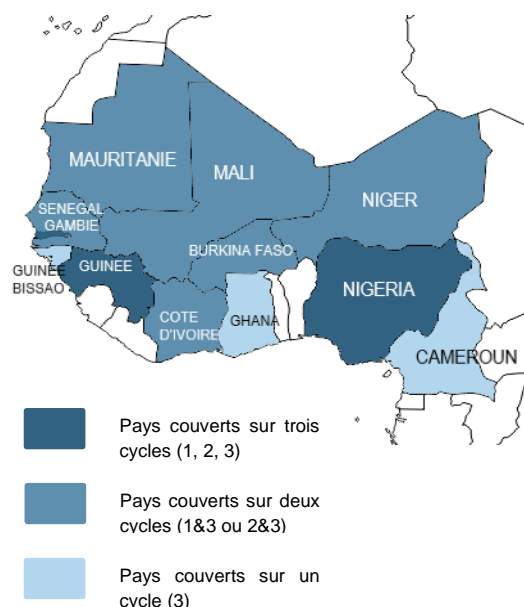 MAURITANIE
MALI
NIGER
SENEGAL
GAMBIE
BURKINA FASO
GUINEE
BISSAO
GUINEE
NIGERIA
COTE
D'IVOIRE
GHANA
CAMEROUN
Pays couverts sur trois
cycles (1, 2, 3)
Pays couverts sur deux
cycles (1&3 ou 2&3)
Pays couverts sur un
cycle (3)